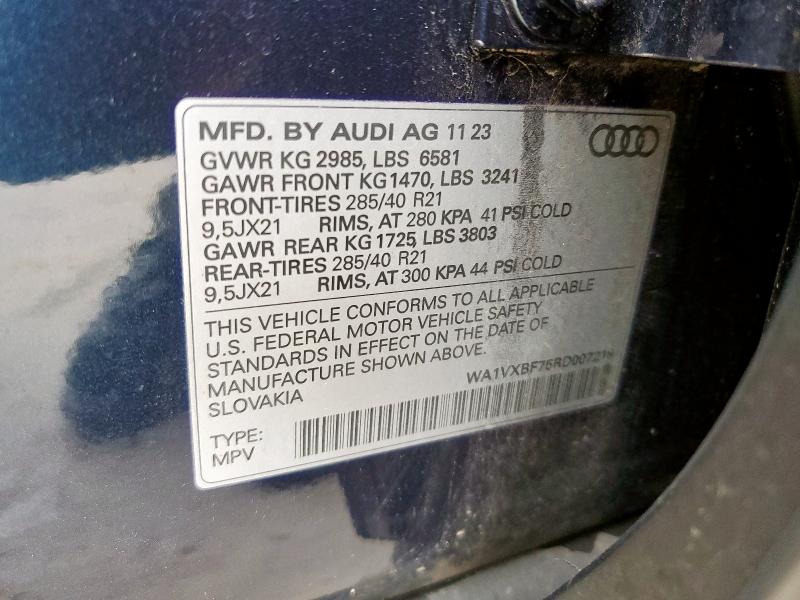 MFD. BY AUDI AG 11 23
GVWR KG 2985, LBS 6581
GAWR FRONT KG 1470, LBS 3241
FRONT-TIRES 285/40 R21
9,5JX21 RIMS, AT 280 KPA 41 PSI COLD
GAWR REAR KG 1725, LBS 3803
REAR-TIRES 285/40 R21
9,5JX21 RIMS, AT 300 KPA 44 PSI COLD
THIS VEHICLE CONFORMS TO ALL APPLICABLE
U.S. FEDERAL MOTOR VEHICLE SAFETY
STANDARDS IN EFFECT ON THE DATE OF
MANUFACTURE SHOWN ABOVE.
SLOVAKIA
TYPE:
MPV